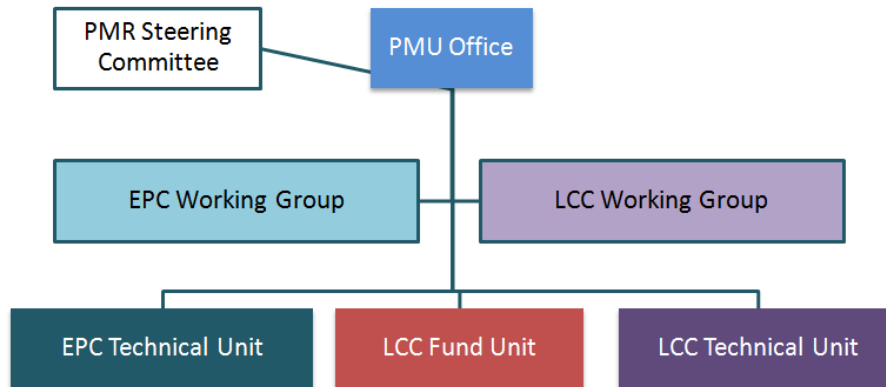 PMR Steering
Committee
PMU Office
EPC Working Group
LCC Working Group
EPC Technical Unit
LCC Fund Unit
LCC Technical Unit